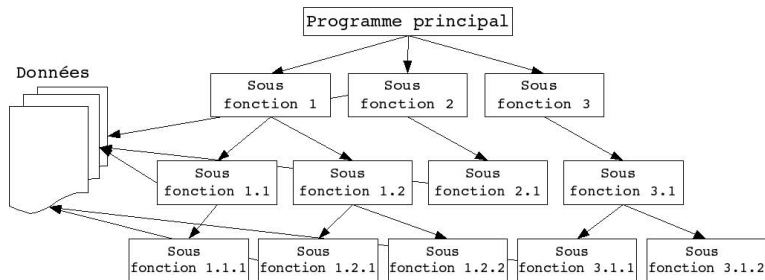 Programme principal
Données
Sous
fonction 1
Sous
fonction 2
Sous
fonction 3
Sous
fonction 1.1
Sous
fonction 1.2
Sous
fonction 2.1
Sous
fonction 3.1
Sous
fonction 1.1.1
Sous
fonction 1.2.1
Sous
fonction 1.2.2
Sous
fonction 3.1.1
Sous
fonction 3.1.2